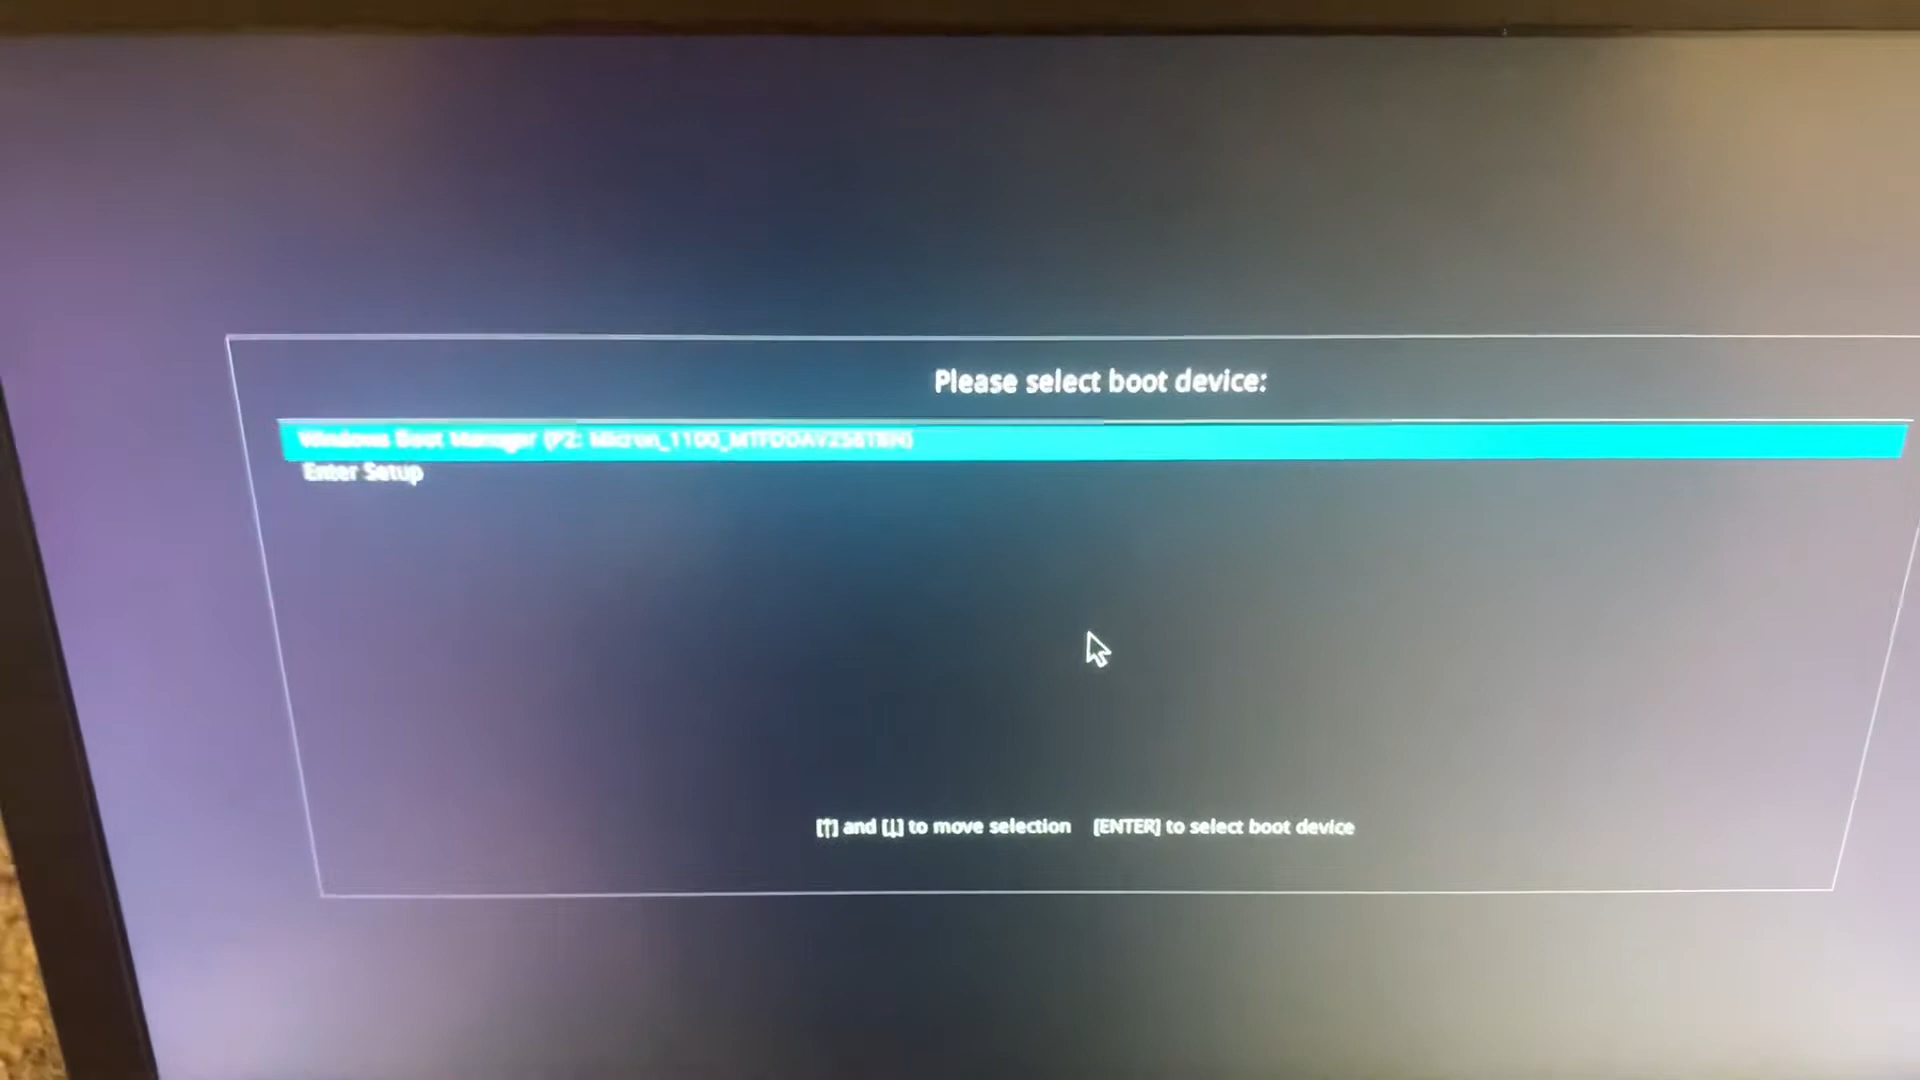 Please select boot device:
Windows Boot Manager (P2: Micron_1100_MTFDDAV256TBN)
Enter Setup
[↑] and [↓] to move selection [ENTER] to select boot device